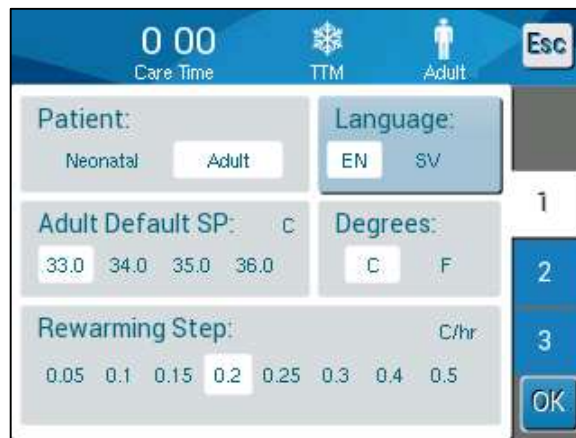 0 00
Care Time
TTM
Adult
Esc
Patient:
Neonatal Adult
Language:
EN SV
Adult Default SP: C
33.0 34.0 35.0 36.0
Degrees:
C F
Rewarming Step: C/hr
0.05 0.1 0.15 0.2 0.25 0.3 0.4 0.5
1
2
3
OK